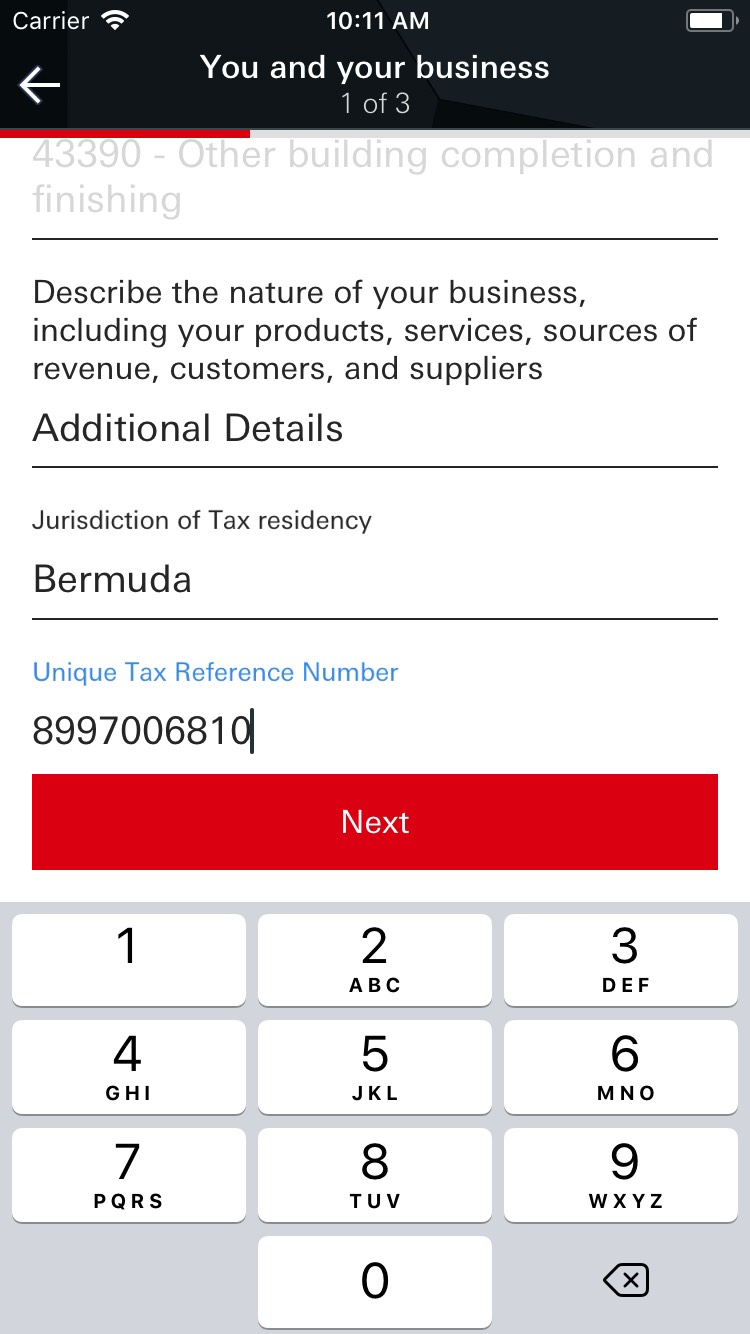 Carrier 10:11 AM
You and your business
1 of 3
43390 - Other building completion and
finishing
Describe the nature of your business,
including your products, services, sources of
revenue, customers, and suppliers
Additional Details
Jurisdiction of Tax residency
Bermuda
Unique Tax Reference Number
8997006810
Next
1 2 3
ABC DEF
4 5 6
GHI JKL MNO
7 8 9
PQRS TUV WXYZ
0